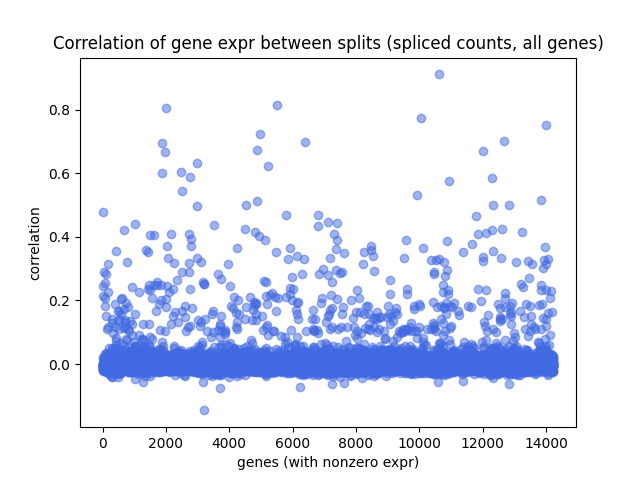 Correlation of gene expr between splits (spliced counts, all genes)
correlation
0.8
0.6
0.4
0.2
0.0
0 2000 4000 6000 8000 10000 12000 14000
genes (with nonzero expr)